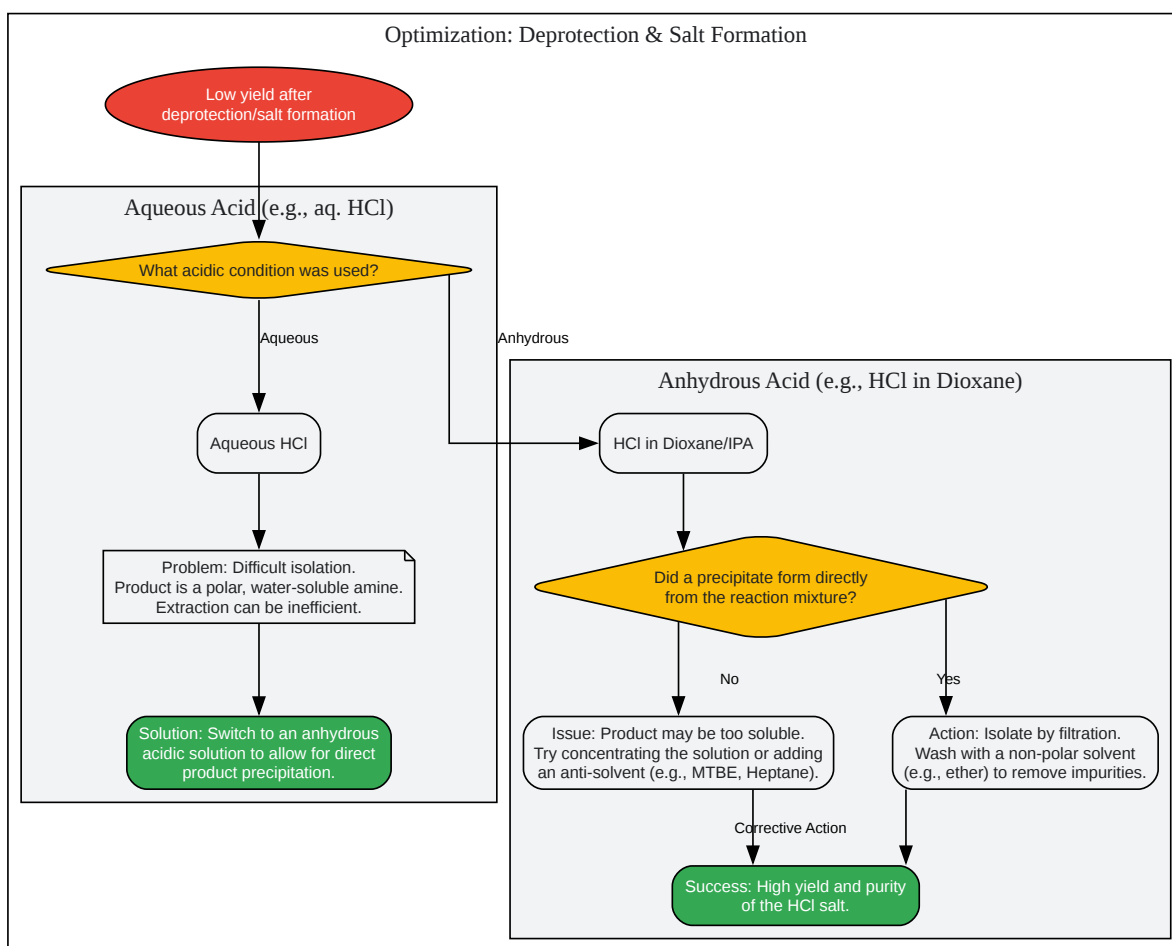 Optimization: Deprotection & Salt Formation
Low yield after
deprotection/salt formation
Aqueous Acid (e.g., aq. HCl)
What acidic condition was used?
Aqueous
Anhydrous
Anhydrous Acid (e.g., HCl in Dioxane)
Aqueous HCl
HCl in Dioxane/IPA
Problem: Difficult isolation.
Product is a polar, water-soluble amine.
Extraction can be inefficient.
Did a precipitate form directly
from the reaction mixture?
No
Yes
Solution: Switch to an anhydrous
acidic solution to allow for direct
product precipitation.
Issue: Product may be too soluble.
Try concentrating the solution or adding
an anti-solvent (e.g., MTBE, Heptane).
Action: Isolate by filtration.
Wash with a non-polar solvent
(e.g., ether) to remove impurities.
Corrective Action
Success: High yield and purity
of the HCl salt.